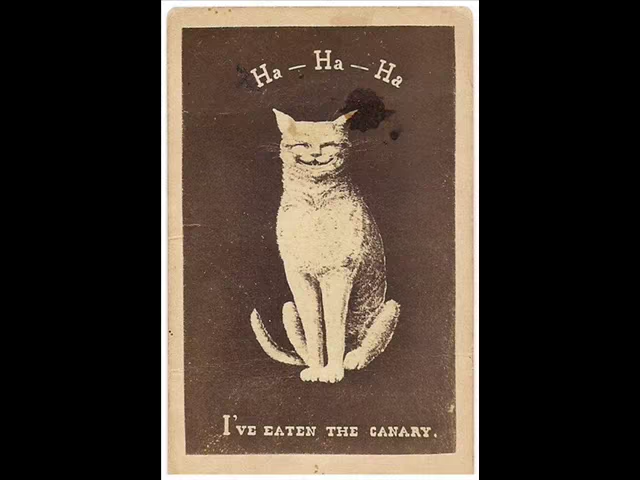 Ha — Ha — Ha
I'VE EATEN THE CANARY.